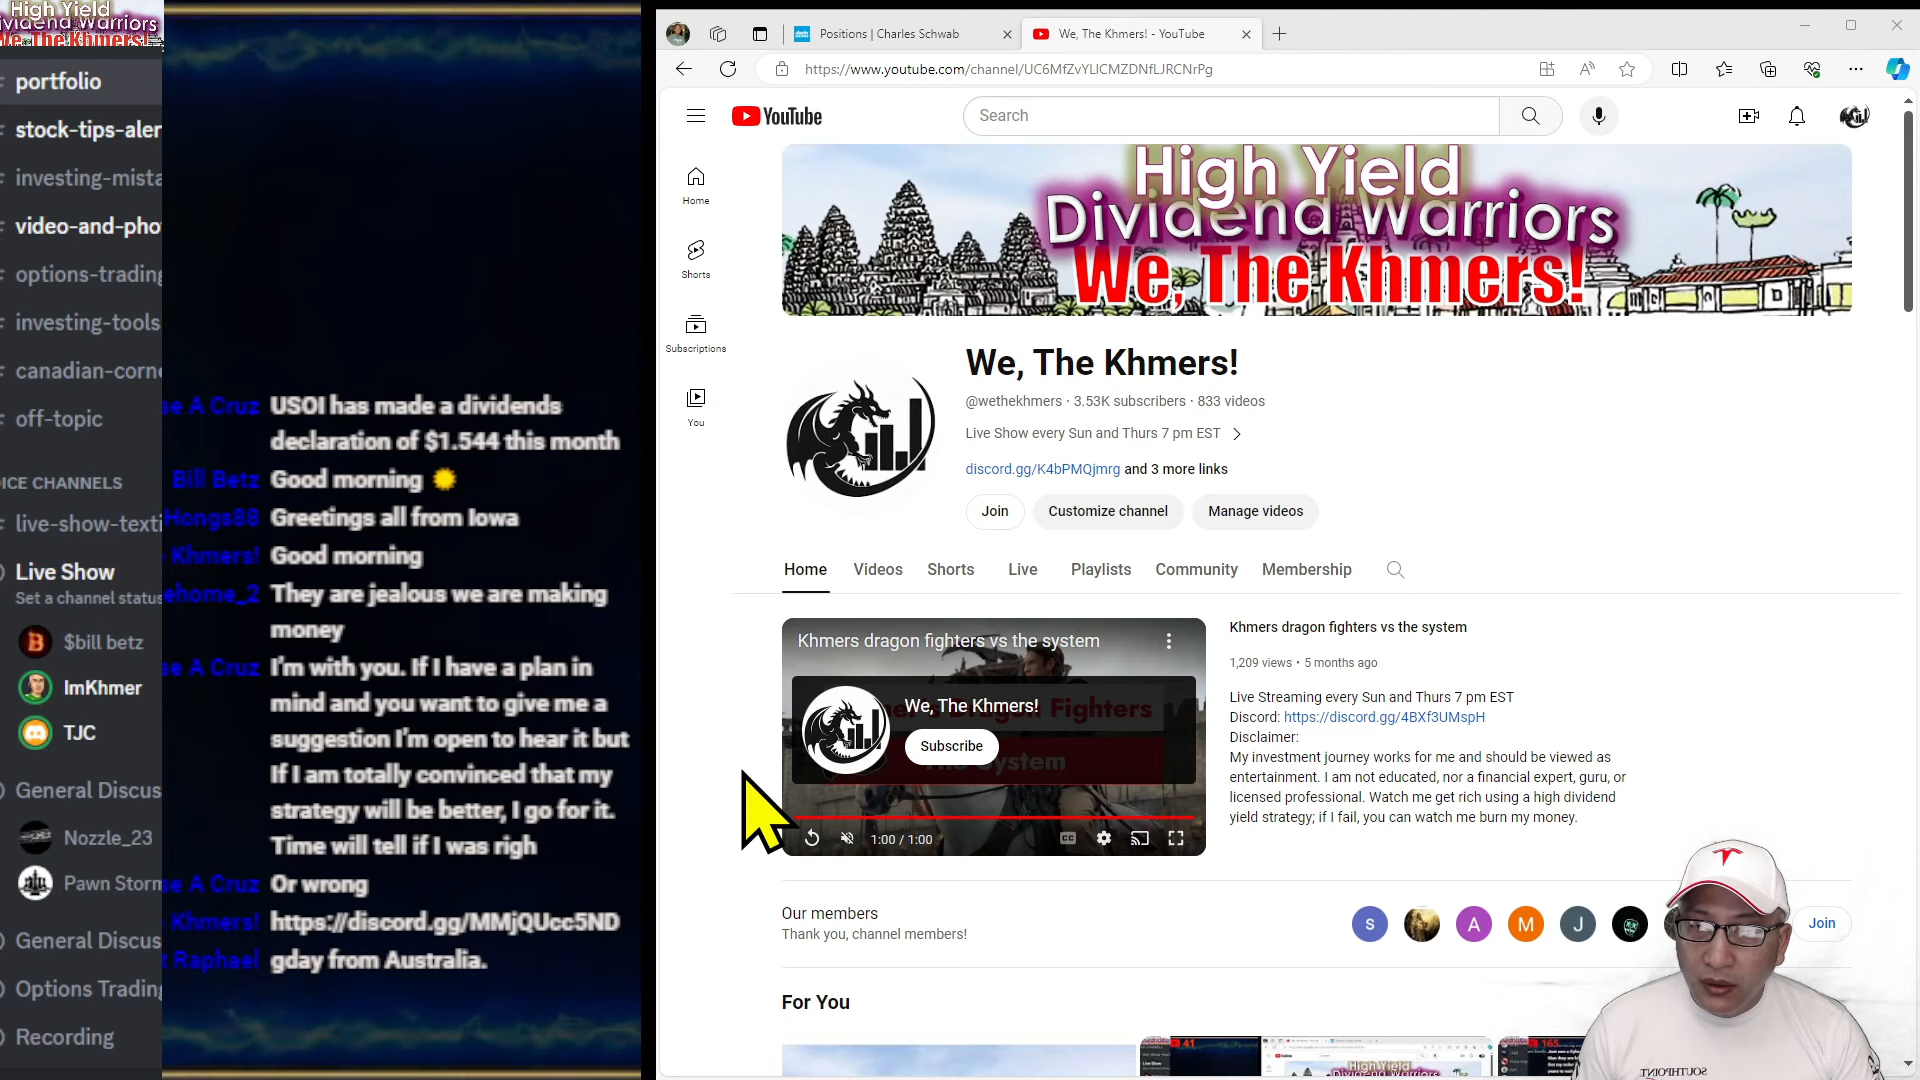 High Yield
Dividend Warriors
We, The Khmers!
portfolio
stock-tips-aler
investing-mista
video-and-pho
options-trading
investing-tools
canadian-corne
off-topic
ICE CHANNELS
live-show-texti
Live Show
Set a channel status
$bill betz
ImKhmer
TJC
General Discus
Nozzle_23
Pawn Storm
General Discus
Options Trading
Recording
se A Cruz USOI has made a dividends
declaration of $1.544 this month
Bill Betz Good morning
Hongs88 Greetings all from Iowa
Khmers! Good morning
ehome_2 They are jealous we are making
money
se A Cruz I'm with you. If I have a plan in
mind and you want to give me a
suggestion I'm open to hear it but
If I am totally convinced that my
strategy will be better, I go for it.
Time will tell if I was righ
se A Cruz Or wrong
Khmers! https://discord.gg/MMjQUcc5ND
t Raphael gday from Australia.
Positions | Charles Schwab
We, The Khmers! - YouTube
https://www.youtube.com/channel/UC6MfZvYLlCMZDNfLJRCNrPg
YouTube
Search
Home
Shorts
Subscriptions
You
High Yield
Dividend Warriors
We, The Khmers!
We, The Khmers!
@wethekhmers · 3.53K subscribers · 833 videos
Live Show every Sun and Thurs 7 pm EST
discord.gg/K4bPMQjmrg and 3 more links
Join Customize channel Manage videos
Home Videos Shorts Live Playlists Community Membership
Khmers dragon fighters vs the system
We, The Khmers!
Subscribe
1:00 / 1:00
CC
Khmers dragon fighters vs the system
1,209 views • 5 months ago
Live Streaming every Sun and Thurs 7 pm EST
Discord: https://discord.gg/4BXf3UMspH
Disclaimer:
My investment journey works for me and should be viewed as
entertainment. I am not educated, nor a financial expert, guru, or
licensed professional. Watch me get rich using a high dividend
yield strategy; if I fail, you can watch me burn my money.
Our members
Thank you, channel members!
S A M J
Join
For You
41
165
SOUTHPOINT